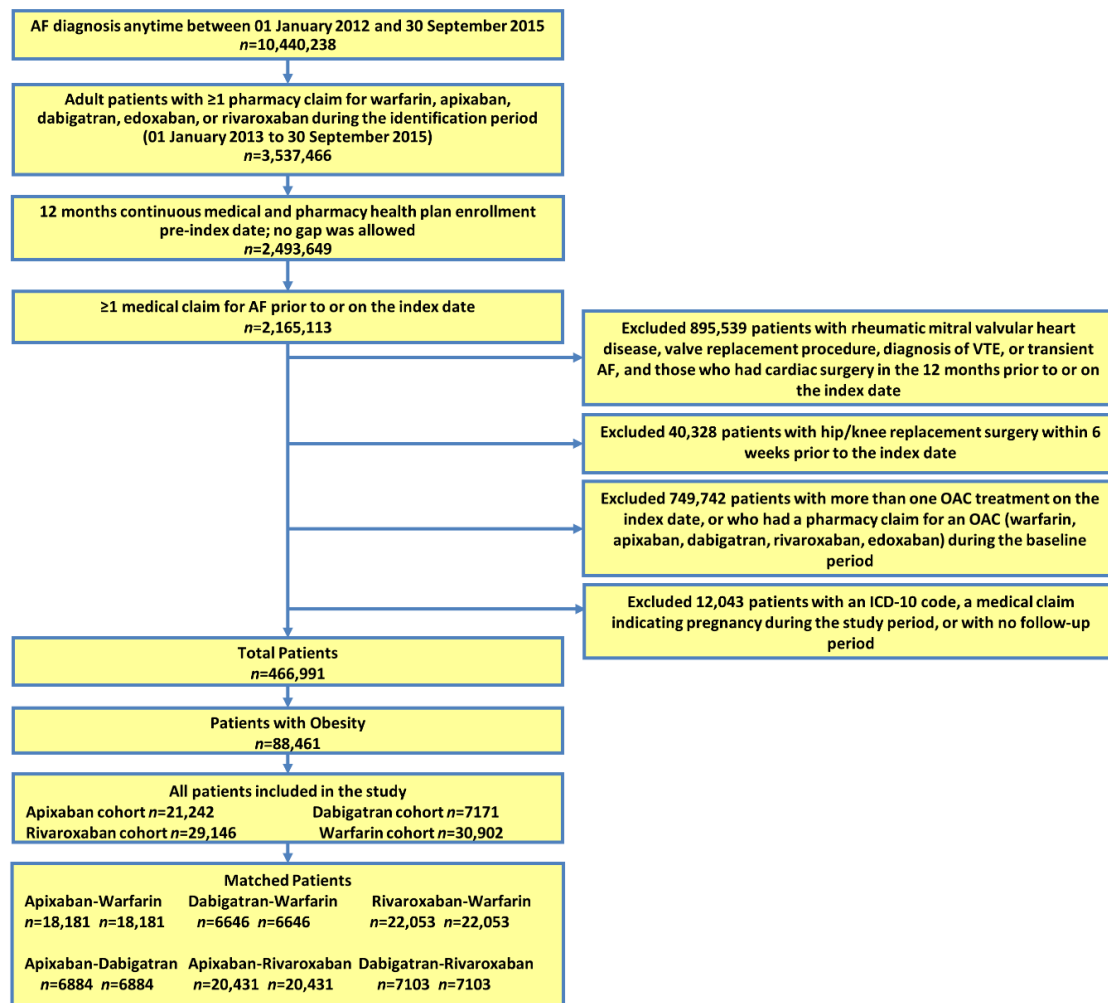 AF diagnosis anytime between 01 January 2012 and 30 September 2015
n=10,440,238
Adult patients with ≥1 pharmacy claim for warfarin, apixaban,
dabigatran, edoxaban, or rivaroxaban during the identification period
(01 January 2013 to 30 September 2015)
n=3,537,466
12 months continuous medical and pharmacy health plan enrollment
pre-index date; no gap was allowed
n=2,493,649
≥1 medical claim for AF prior to or on the index date
n=2,165,113
Excluded 895,539 patients with rheumatic mitral valvular heart
disease, valve replacement procedure, diagnosis of VTE, or transient
AF, and those who had cardiac surgery in the 12 months prior to or on
the index date
Excluded 40,328 patients with hip/knee replacement surgery within 6
weeks prior to the index date
Excluded 749,742 patients with more than one OAC treatment on the
index date, or who had a pharmacy claim for an OAC (warfarin,
apixaban, dabigatran, rivaroxaban, edoxaban) during the baseline
period
Excluded 12,043 patients with an ICD-10 code, a medical claim
indicating pregnancy during the study period, or with no follow-up
period
Total Patients
n=466,991
Patients with Obesity
n=88,461
All patients included in the study
Apixaban cohort n=21,242 Dabigatran cohort n=7171
Rivaroxaban cohort n=29,146 Warfarin cohort n=30,902
Matched Patients
Apixaban-Warfarin Dabigatran-Warfarin Rivaroxaban-Warfarin
n=18,181 n=18,181 n=6646 n=6646 n=22,053 n=22,053
Apixaban-Dabigatran Apixaban-Rivaroxaban Dabigatran-Rivaroxaban
n=6884 n=6884 n=20,431 n=20,431 n=7103 n=7103